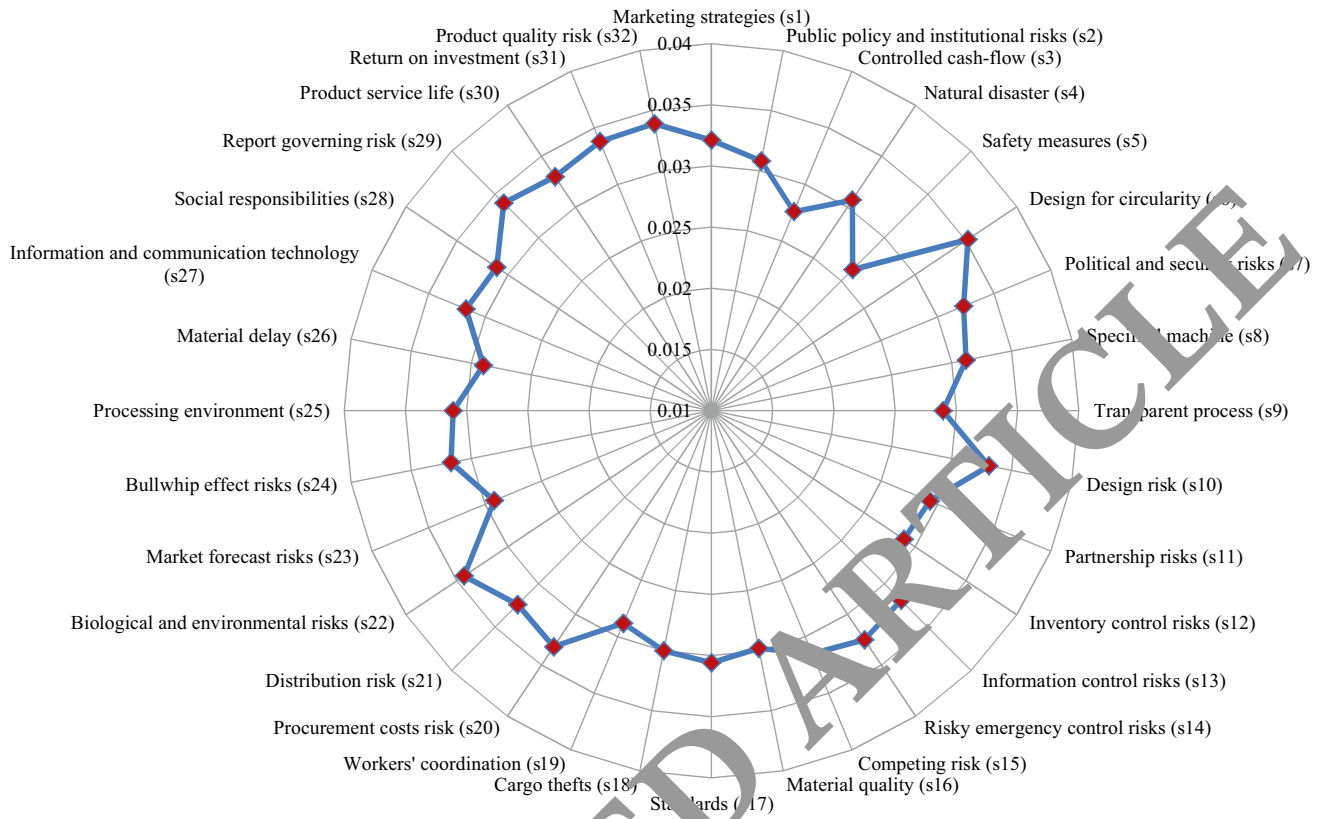 Marketing strategies (s1)
Product quality risk (s32)
Public policy and institutional risks (s2)
0.04
Return on investment (s31)
Controlled cash-flow (s3)
Product service life (s30)
Natural disaster (s4)
0.035
Report governing risk (s29)
Safety measures (s5)
0.03
Social responsibilities (s28)
Design for circularity
0.025
Information and communication technology
(s27)
Political and security risks (s7)
0.02
Material delay (s26)
machine (s8)
0.015
Processing environment (s25)
0.01
Transparent process (s9)
Bullwhip effect risks (s24)
Design risk (s10)
Market forecast risks (s23)
Partnership risks (s11)
Biological and environmental risks (s22)
Inventory control risks (s12)
Distribution risk (s21)
Information control risks (s13)
Procurement costs risk (s20)
Risky emergency control risks (s14)
Workers' coordination (s19)
Competing risk (s15)
Cargo thefts (s18)
Material quality (s16)
Standards (s17)
ED ARTICLE